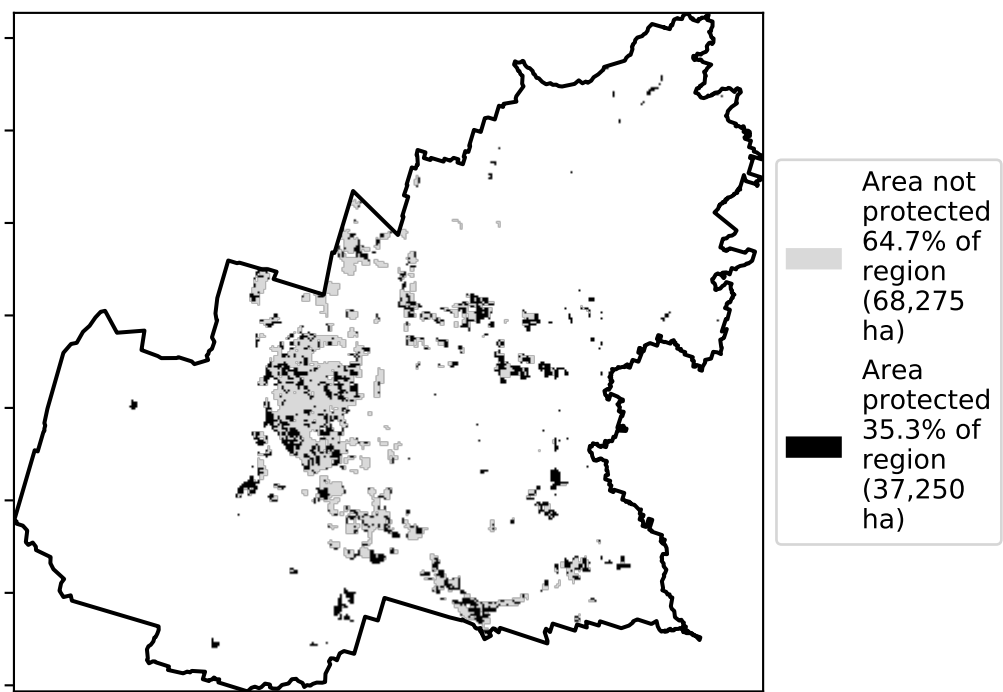 Area not
protected
64.7% of
region
(68,275
ha)
Area
protected
35.3% of
region
(37,250
ha)